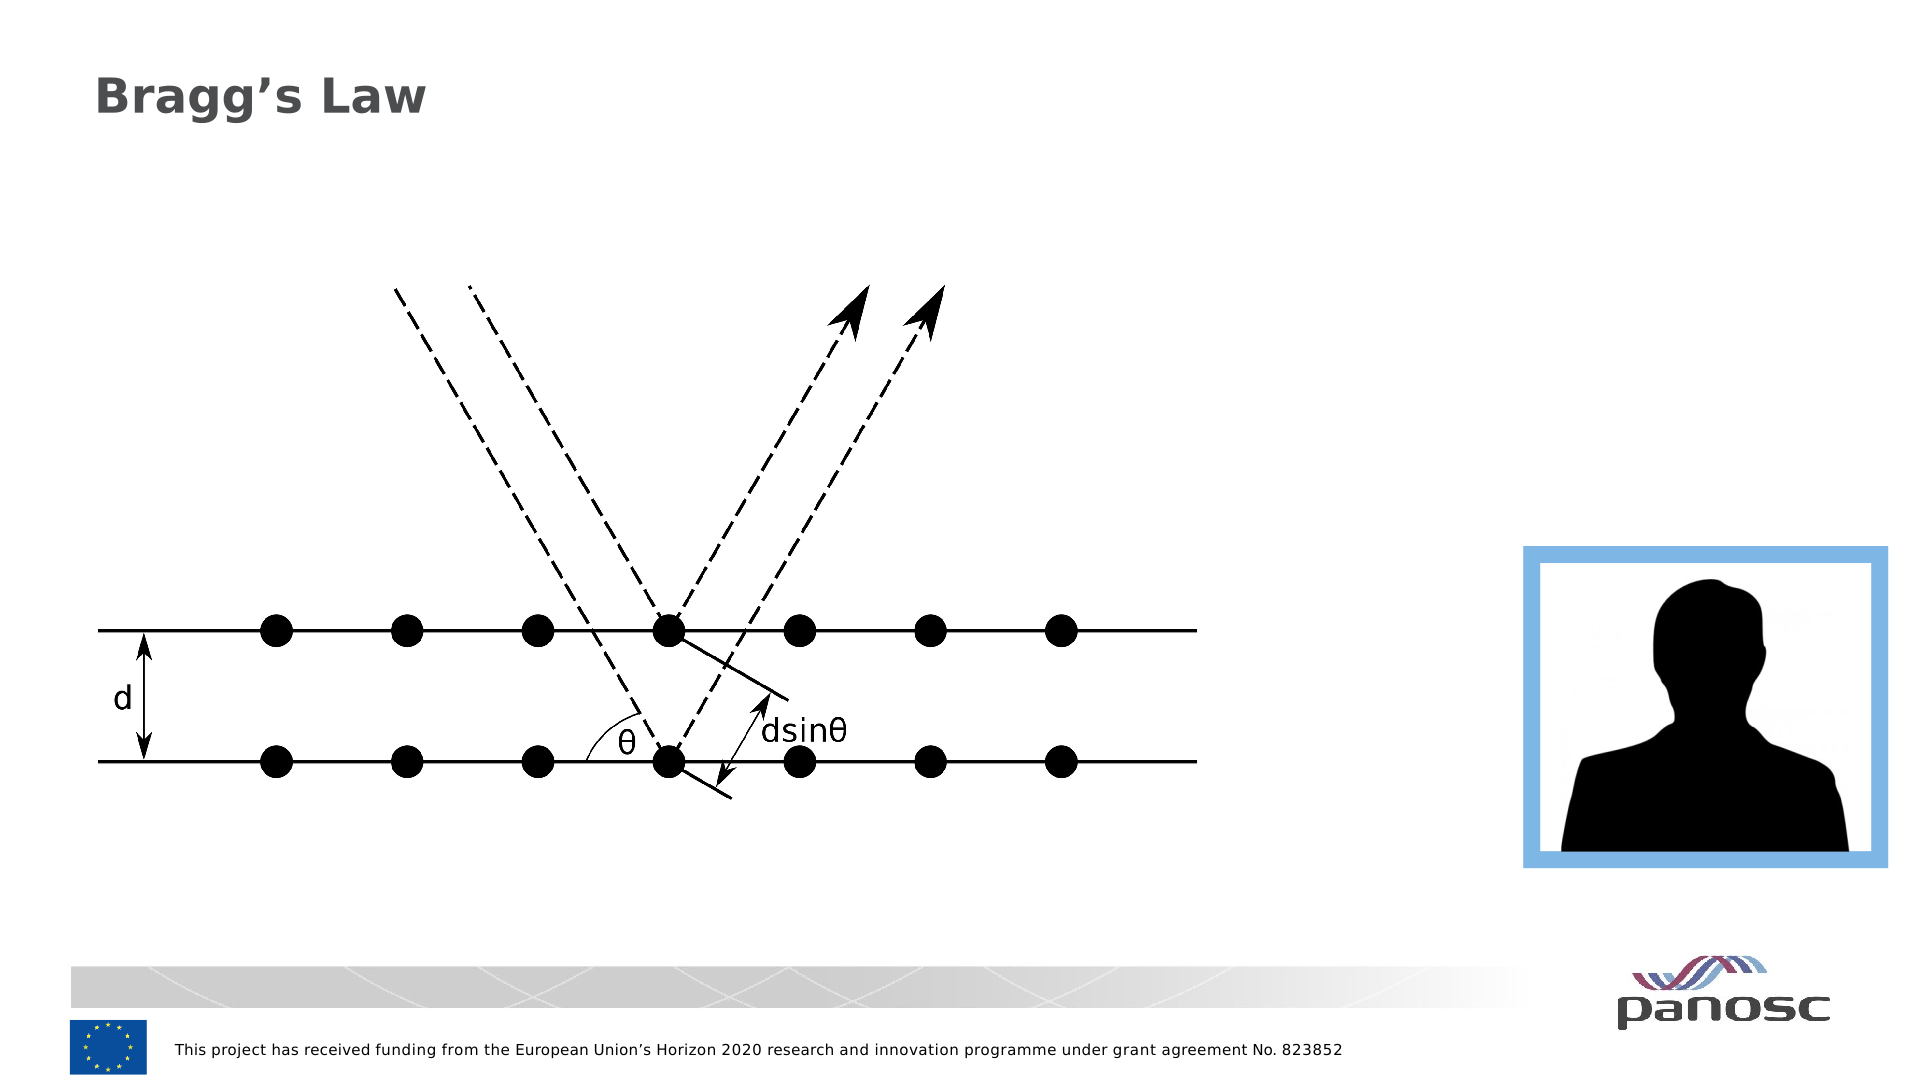 Bragg’s Law
d
θ
dsinθ
panosc
This project has received funding from the European Union’s Horizon 2020 research and innovation programme under grant agreement No. 823852